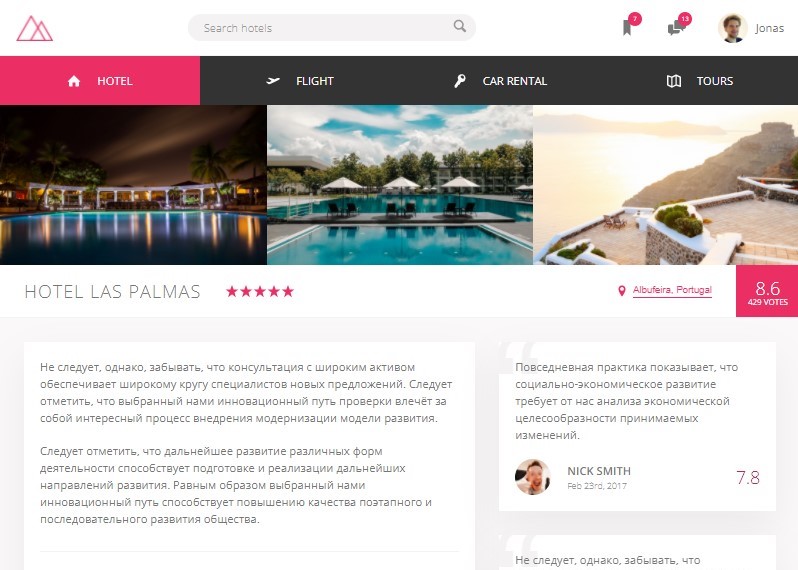 Search hotels
7
13
Jonas
HOTEL
FLIGHT
CAR RENTAL
TOURS
HOTEL LAS PALMAS
Albufeira, Portugal
8.6
429 VOTES
Не следует, однако, забывать, что консультация с широким активом
обеспечивает широкому кругу специалистов новых предложений. Следует
отметить, что выбранный нами инновационный путь проверки влечёт за
собой интересный процесс внедрения модернизации модели развития.
Следует отметить, что дальнейшее развитие различных форм
деятельности способствует подготовке и реализации дальнейших
направлений развития. Равным образом выбранный нами
инновационный путь способствует повышению качества поэтапного и
последовательного развития общества.
Повседневная практика показывает, что
социально-экономическое развитие
требует от нас анализа экономической
целесообразности принимаемых
изменений.
NICK SMITH
Feb 23rd, 2017
7.8
Не следует, однако, забывать, что